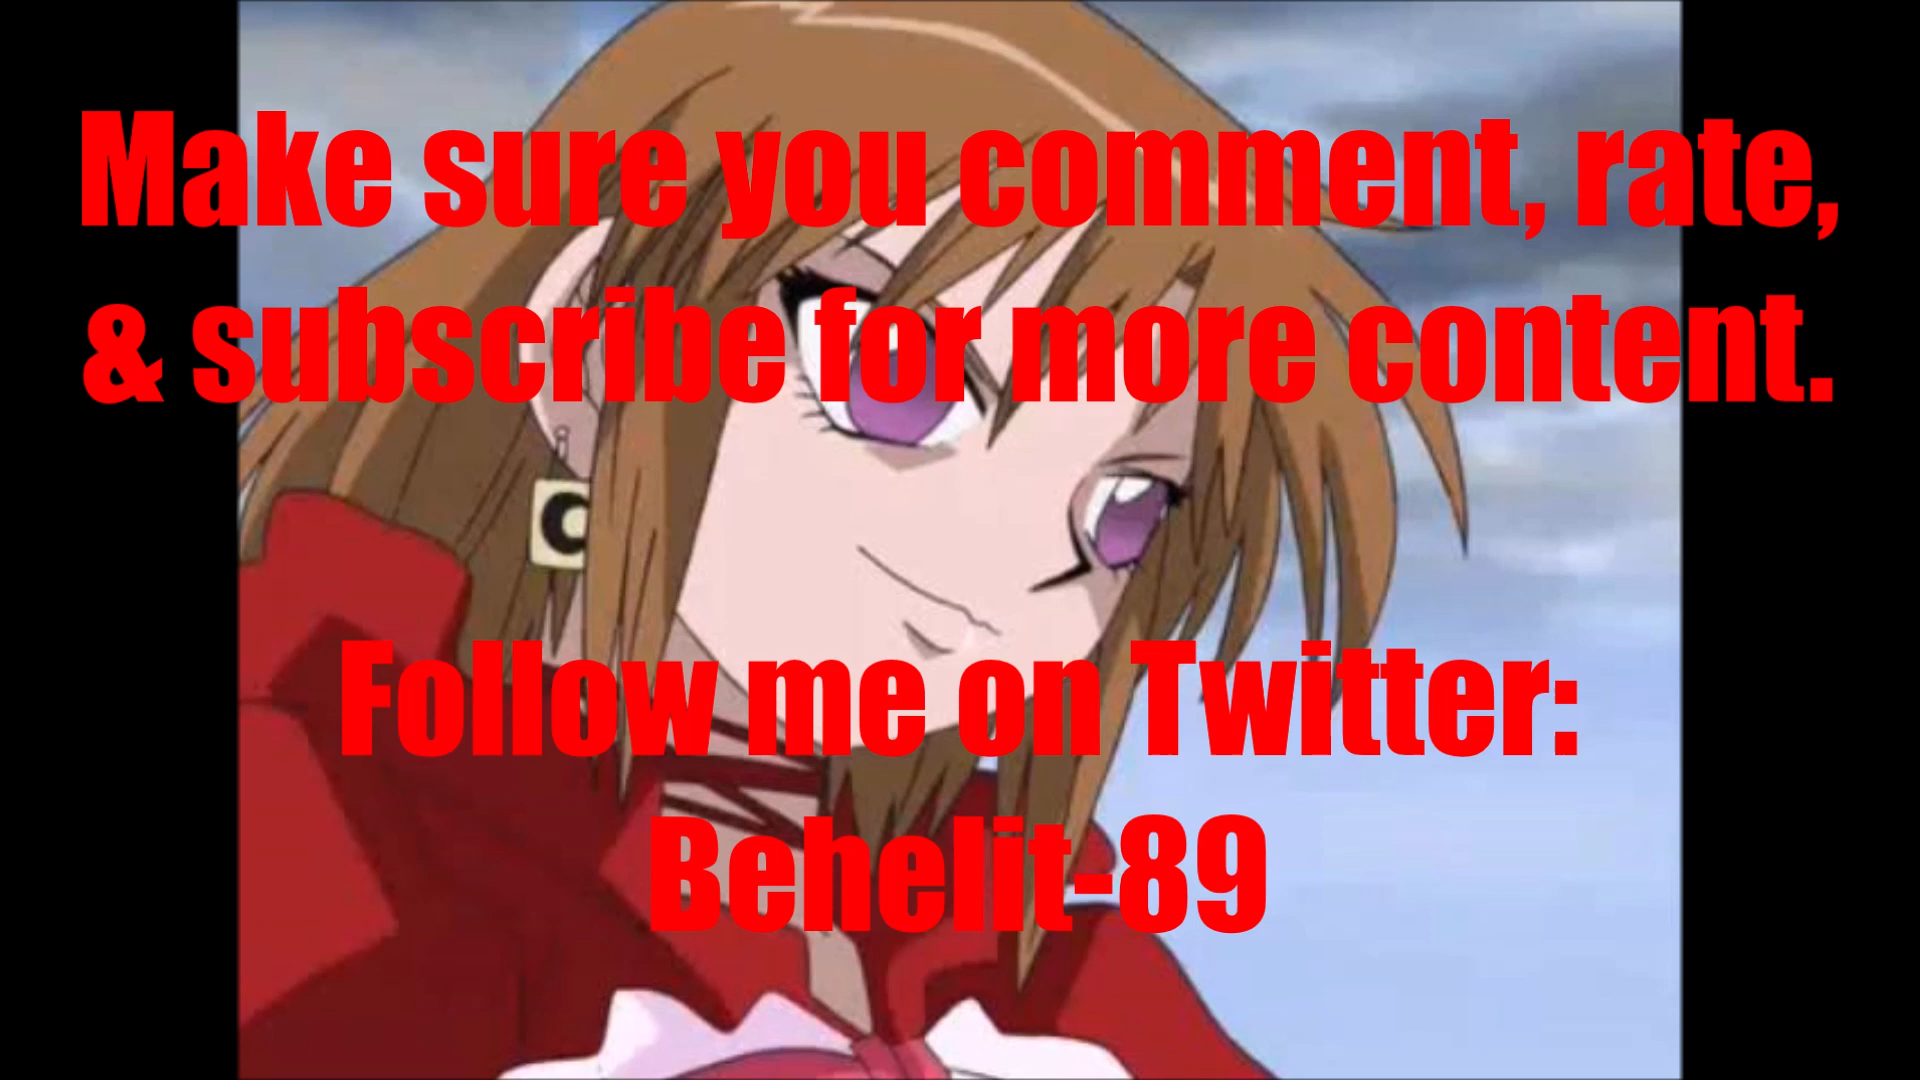 Make sure you comment, rate,
& subscribe for more content.
Follow me on Twitter:
Behelit-89